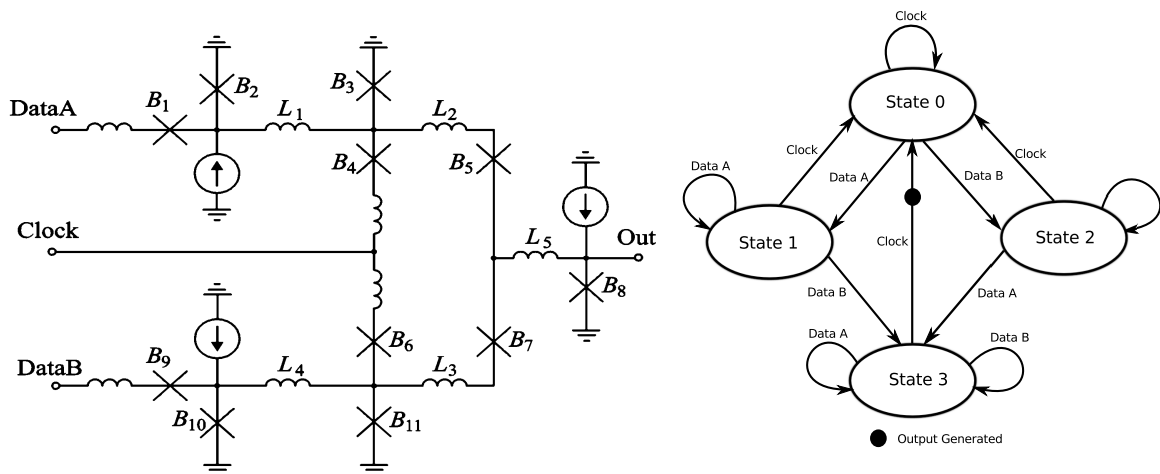 DataA
B1
B2
L1
B3
B4
L2
B5
Clock
L5
Out
B8
DataB
B9
B10
L4
B6
B11
L3
B7
Clock
State 0
Clock
Data A
Data B
Clock
Data A
State 1
Clock
State 2
Data B
Data A
Data A
State 3
Data B
Output Generated